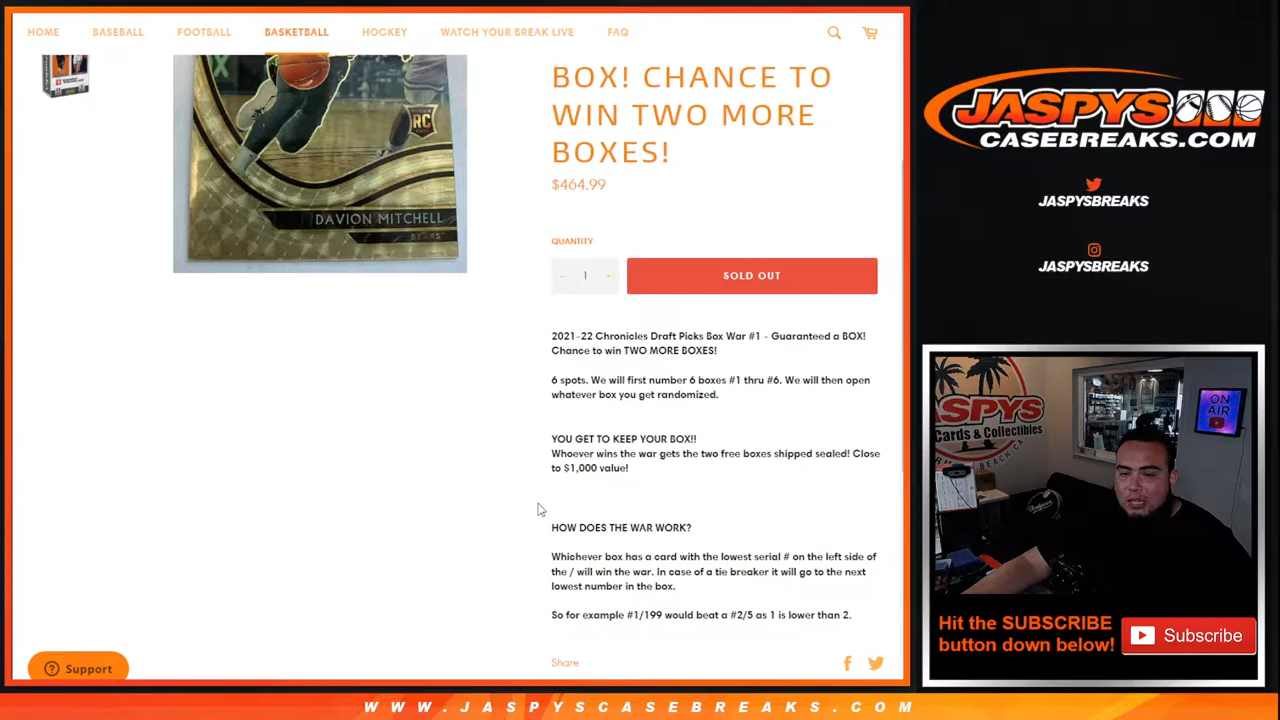 HOME BASEBALL FOOTBALL BASKETBALL HOCKEY WATCH YOUR BREAK LIVE FAQ
BOX! CHANCE TO
WIN TWO MORE
BOXES!
$464.99
RC
DAVION MITCHELL
BEARS
QUANTITY
− 1 +
SOLD OUT
2021-22 Chronicles Draft Picks Box War #1 - Guaranteed a BOX!
Chance to win TWO MORE BOXES!
6 spots. We will first number 6 boxes #1 thru #6. We will then open
whatever box you get randomized.
YOU GET TO KEEP YOUR BOX!!
Whoever wins the war gets the two free boxes shipped sealed! Close
to $1,000 value!
HOW DOES THE WAR WORK?
Whichever box has a card with the lowest serial # on the left side of
the / will win the war. In case of a tie breaker it will go to the next
lowest number in the box.
So for example #1/199 would beat a #2/5 as 1 is lower than 2.
Share
Support
JASPYS
CASEBREAKS.COM
JASPYSBREAKS
JASPYSBREAKS
ASPYS
Cards & Collectibles
ON
AIR
Hit the SUBSCRIBE
button down below!
Subscribe
WWW.JASPYSCASEBREAKS.COM